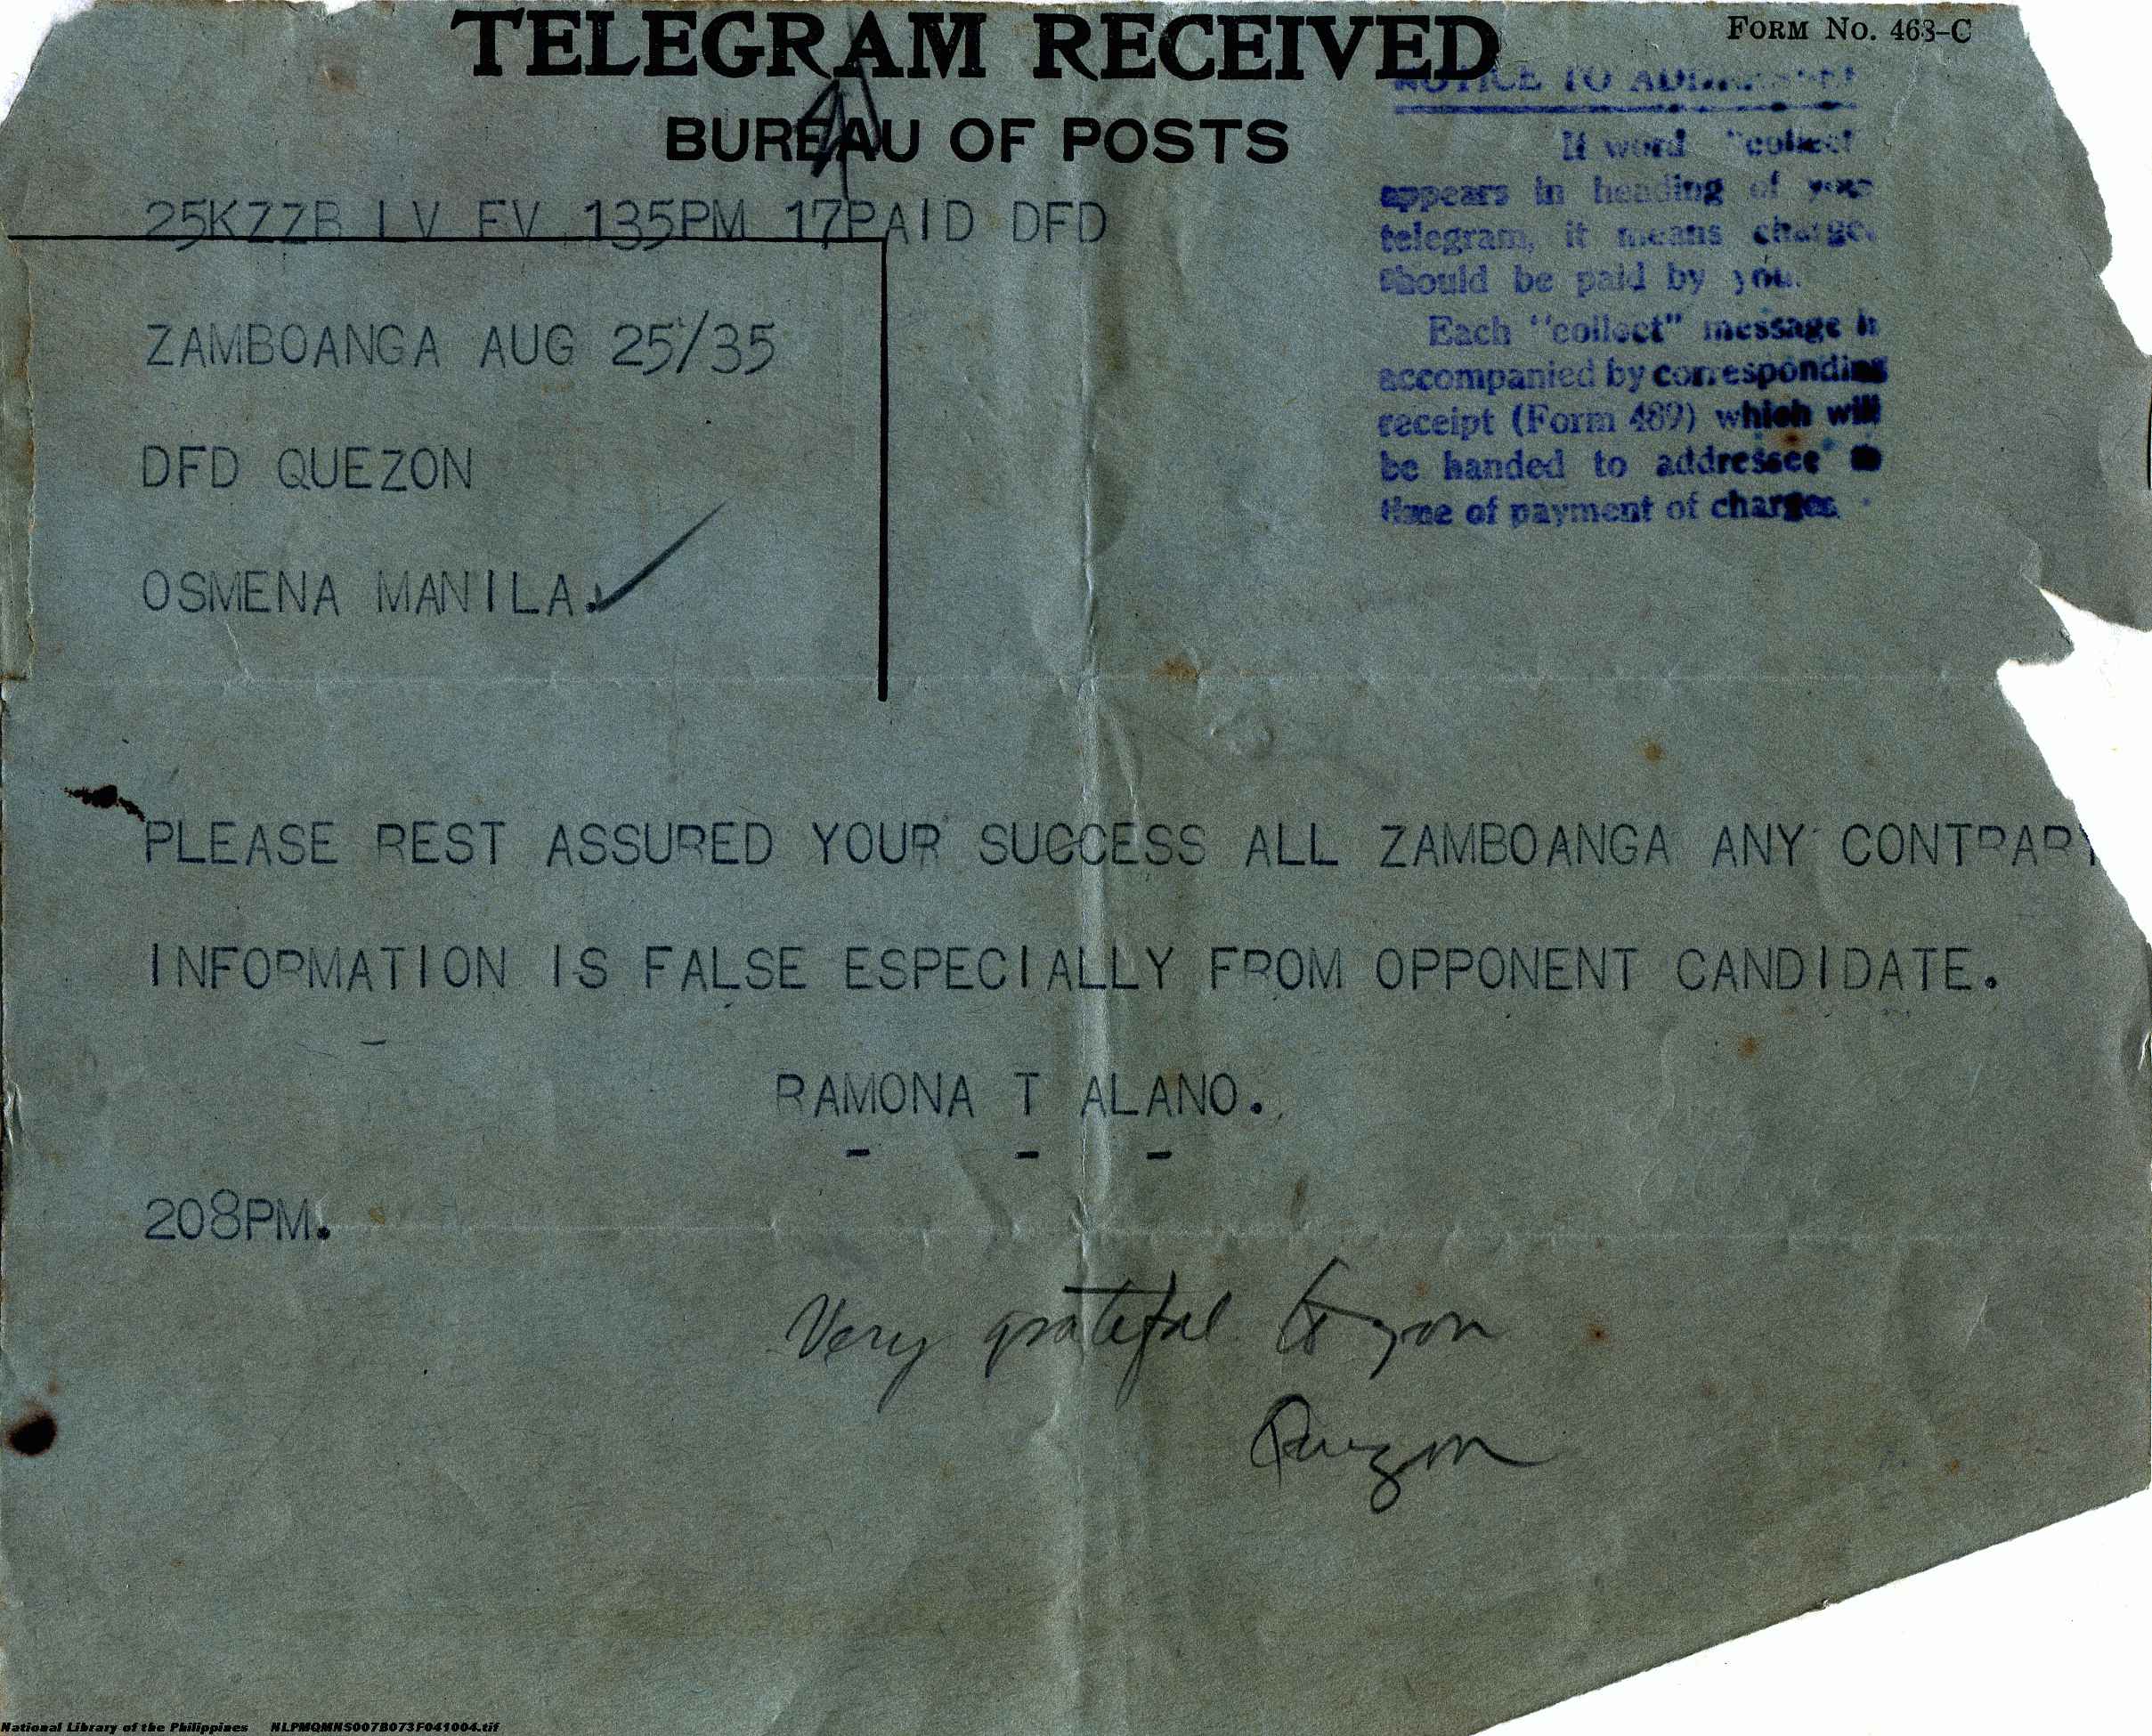 TELEGRAM RECEIVED
FORM NO. 463-C
BUREAU OF POSTS
25KZZB LV FV 135PM 17PAID DFD
ZAMBOANGA AUG 25/35
DFD QUEZON
OSMENA MANILA.
NOTICE TO ADDRESSEE
If word "collect"
appears in heading of your
telegram, it means charges
should be paid by you.
Each "collect" message is
accompanied by corresponding
receipt (Form 489) which will
be handed to addressee
time of payment of charges.
PLEASE REST ASSURED YOUR SUCCESS ALL ZAMBOANGA ANY CONTRARY
INFORMATION IS FALSE ESPECIALLY FROM OPPONENT CANDIDATE.
RAMONA T ALANO.
- - -
208PM.
Very grateful to you
Quezon
National Library of the Philippines NLPMQMNS007B073F041004.tif